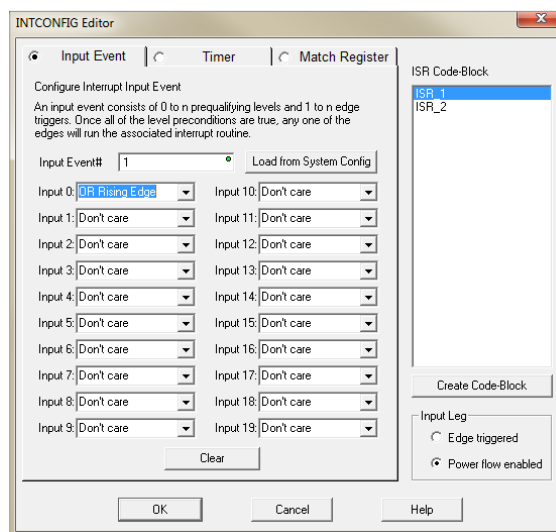 INTCONFIG Editor
Input Event
Timer
Match Register
ISR Code-Block
Configure Interrupt Input Event
An input event consists of 0 to n prequalifying levels and 1 to n edge
triggers. Once all of the level preconditions are true, any one of the
edges will run the associated interrupt routine.
Input Event# 1 Load from System Config
Input 0: OR Rising Edge Input 10: Don't care
Input 1: Don't care Input 11: Don't care
Input 2: Don't care Input 12: Don't care
Input 3: Don't care Input 13: Don't care
Input 4: Don't care Input 14: Don't care
Input 5: Don't care Input 15: Don't care
Input 6: Don't care Input 16: Don't care
Input 7: Don't care Input 17: Don't care
Input 8: Don't care Input 18: Don't care
Input 9: Don't care Input 19: Don't care
Clear
ISR_1
ISR_2
Create Code-Block
Input Leg
Edge triggered
Power flow enabled
OK Cancel Help